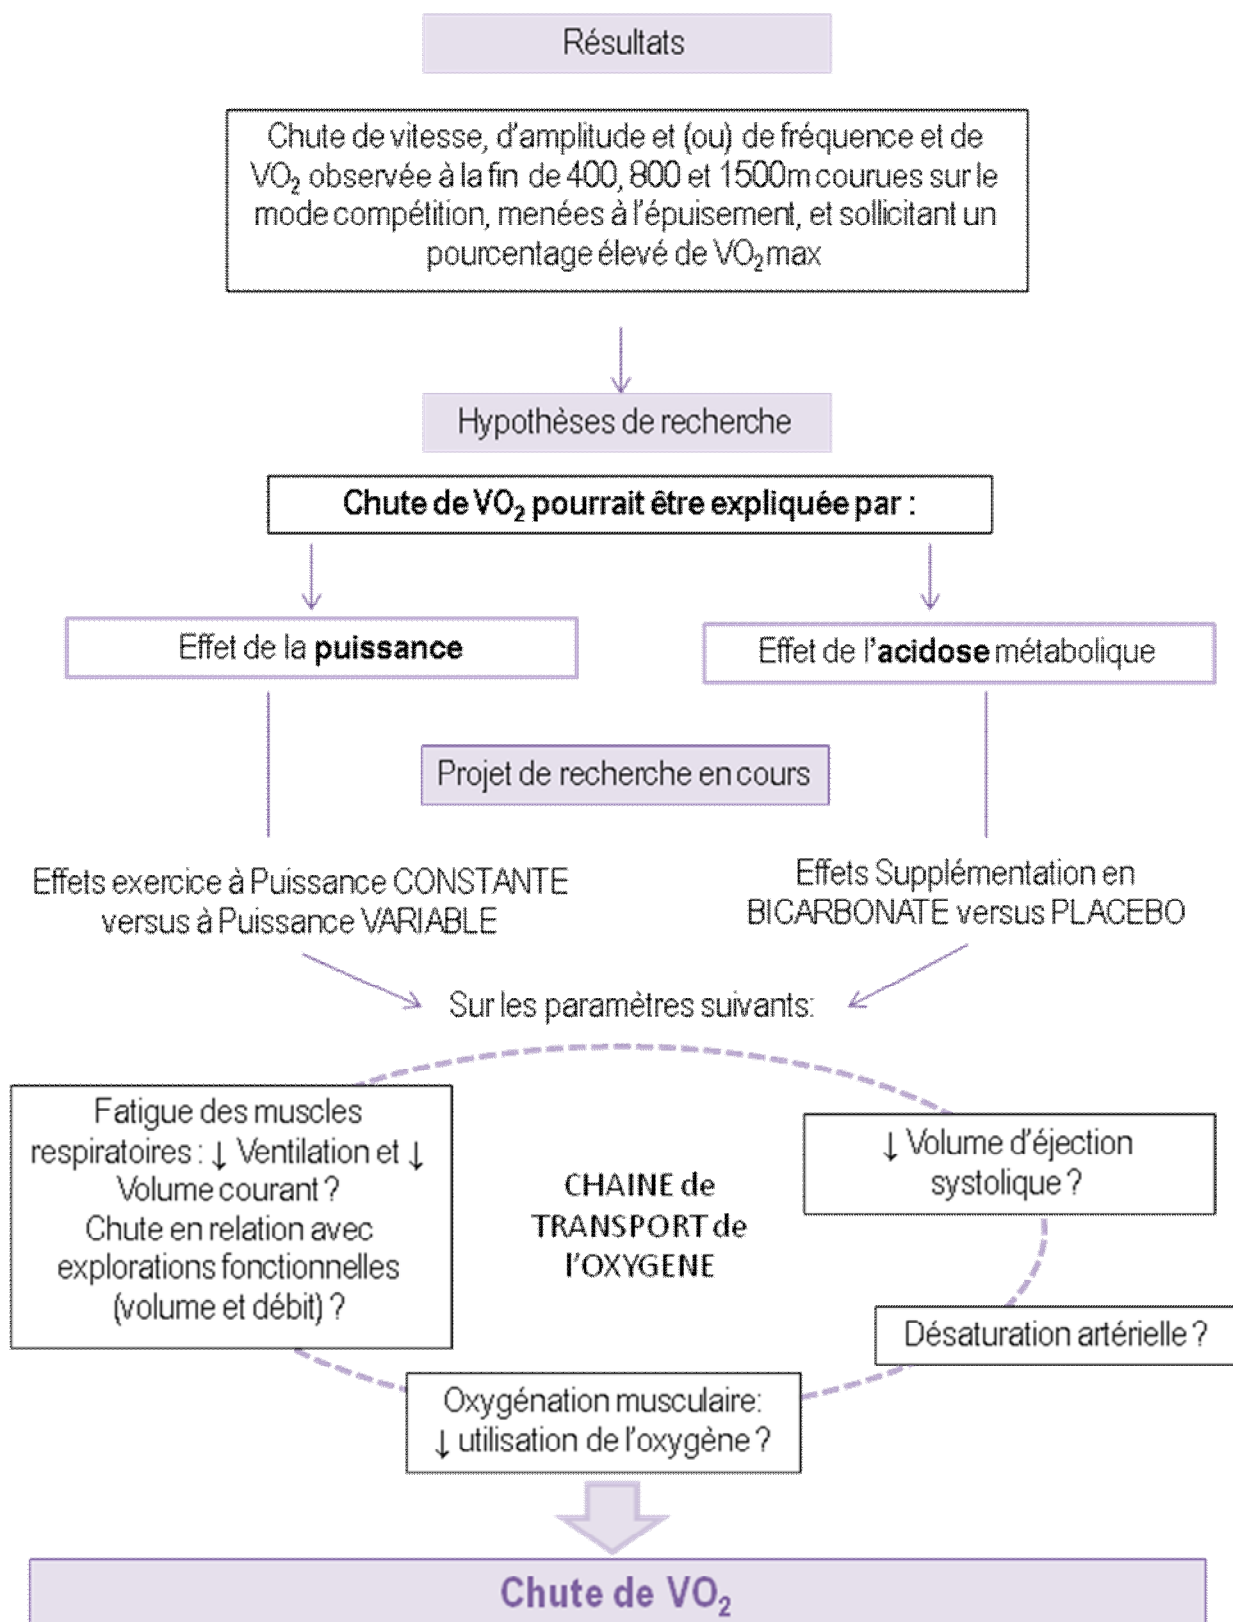 Résultats
Chute de vitesse, d'amplitude et (ou) de fréquence et de
VO₂ observée à la fin de 400, 800 et 1500m courues sur le
mode compétition, menées à l'épuisement, et sollicitant un
pourcentage élevé de VO₂max
Hypothèses de recherche
Chute de VO₂ pourrait être expliquée par :
Effet de la puissance
Effet de l'acidose métabolique
Projet de recherche en cours
Effets exercice à Puissance CONSTANTE
versus à Puissance VARIABLE
Effets Supplémentation en
BICARBONATE versus PLACEBO
Sur les paramètres suivants:
Fatigue des muscles
respiratoires : ↓ Ventilation et ↓
Volume courant ?
Chute en relation avec
explorations fonctionnelles
(volume et débit) ?
CHAINE de
TRANSPORT de
l'OXYGENE
↓ Volume d'éjection
systolique ?
Désaturation artérielle ?
Oxygénation musculaire:
↓ utilisation de l'oxygène ?
Chute de VO₂